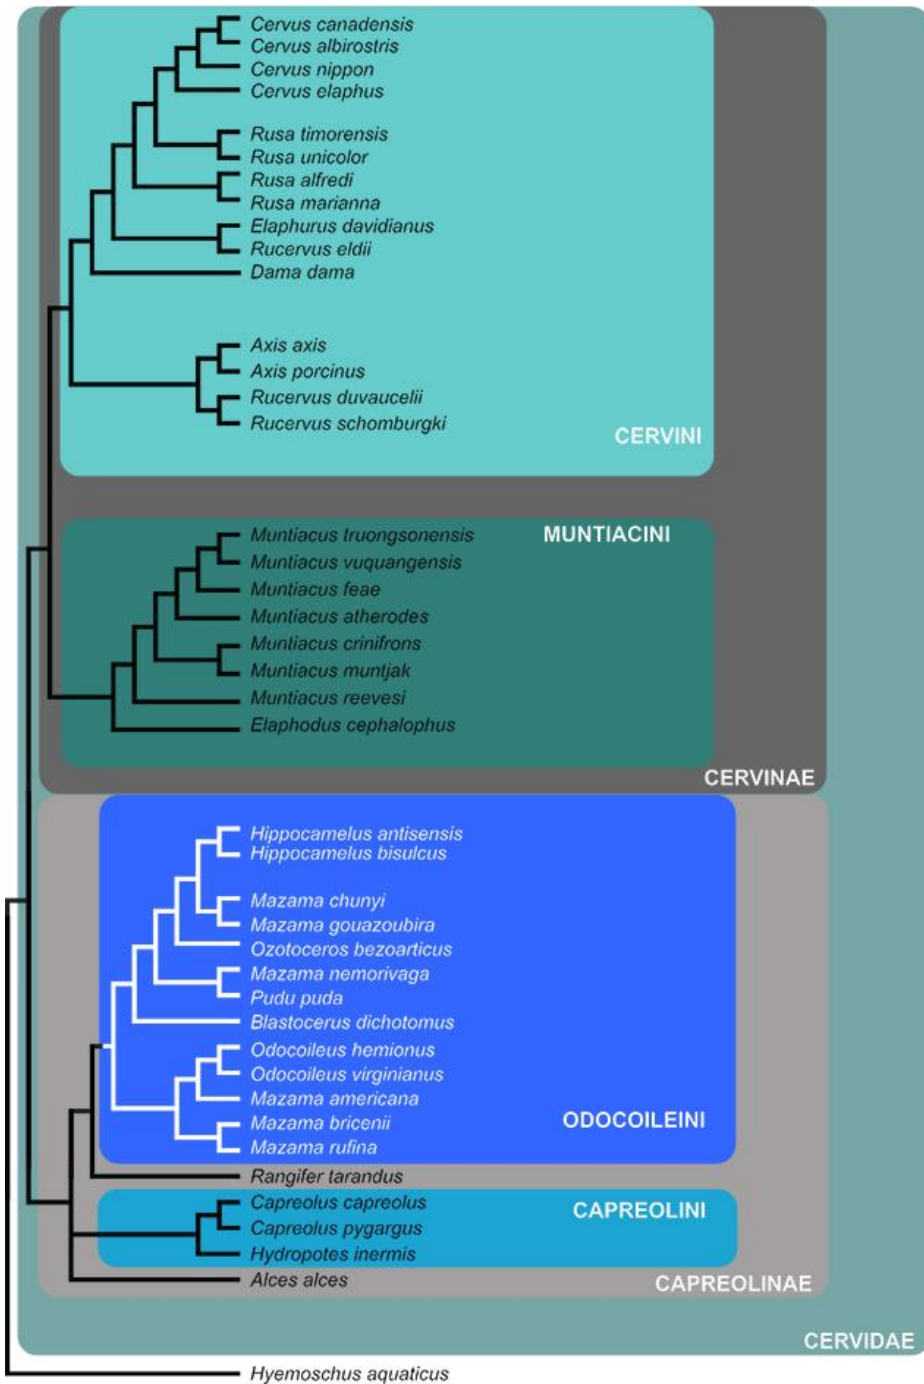 Cervus canadensis
Cervus albirostris
Cervus nippon
Cervus elaphus
Rusa timorensis
Rusa unicolor
Rusa alfredi
Rusa marianna
Elaphurus davidianus
Rucervus eldii
Dama dama
Axis axis
Axis porcinus
Rucervus duvaucelii
Rucervus schomburgki
CERVINI
Muntiacus truongsonensis
MUNTIACINI
Muntiacus vuquangensis
Muntiacus feae
Muntiacus atherodes
Muntiacus crinifrons
Muntiacus muntjak
Muntiacus reevesi
Elaphodus cephalophus
CERVINAE
Hippocamelus antisensis
Hippocamelus bisulcus
Mazama chunyi
Mazama gouazoubira
Ozotoceros bezoarticus
Mazama nemorivaga
Pudu puda
Blastocerus dichotomus
Odocoileus hemionus
Odocoileus virginianus
Mazama americana
Mazama bricenii
ODOCOILEINI
Mazama rufina
Rangifer tarandus
Capreolus capreolus
CAPREOLINI
Capreolus pygargus
Hydropotes inermis
Alces alces
CAPREOLINAE
CERVIDAE
Hyemoschus aquaticus